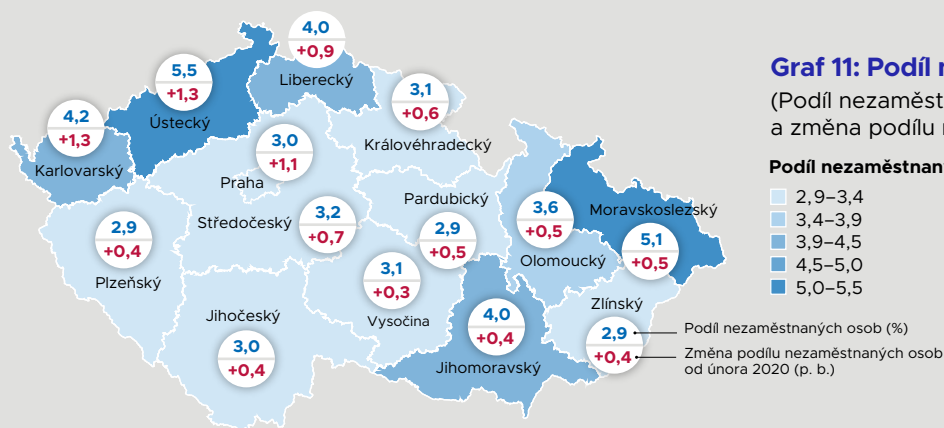 Graf 11: Podíl
(Podíl nezaměst
a změna podílu
Podíl nezaměstnan
2,9–3,4
3,4–3,9
3,9–4,5
4,5–5,0
5,0–5,5
4,0
+0,9
Liberecký
5,5
+1,3
Ústecký
4,2
+1,3
Karlovarský
3,1
+0,6
Královéhradecký
3,0
+1,1
Praha
Středočeský
3,2
+0,7
Pardubický
2,9
+0,5
3,6
+0,5
Olomoucký
Moravskoslezský
5,1
+0,5
2,9
+0,4
Plzeňský
3,1
+0,3
Vysočina
Jihočeský
3,0
+0,4
4,0
+0,4
Jihomoravský
Zlínský
2,9
+0,4
Podíl nezaměstnaných osob (%)
Změna podílu nezaměstnaných osob
od února 2020 (p. b.)